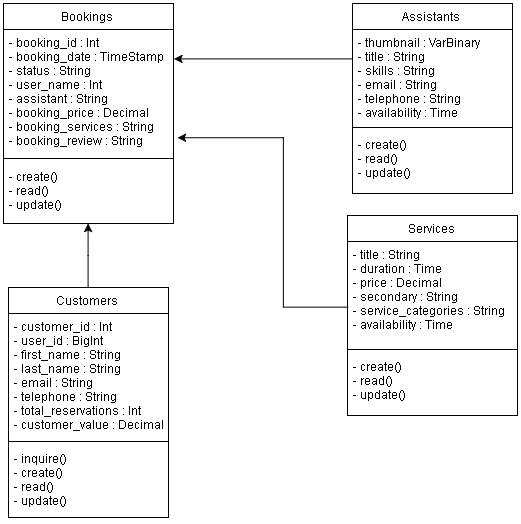 Bookings
- booking_id : Int
- booking_date : TimeStamp
- status : String
- user_name : Int
- assistant : String
- booking_price : Decimal
- booking_services : String
- booking_review : String
- create()
- read()
- update()
Assistants
- thumbnail : VarBinary
- title : String
- skills : String
- email : String
- telephone : String
- availability : Time
- create()
- read()
- update()
Services
- title : String
- duration : Time
- price : Decimal
- secondary : String
- service_categories : String
- availability : Time
- create()
- read()
- update()
Customers
- customer_id : Int
- user_id : BigInt
- first_name : String
- last_name : String
- email : String
- telephone : String
- total_reservations : Int
- customer_value : Decimal
- inquire()
- create()
- read()
- update()